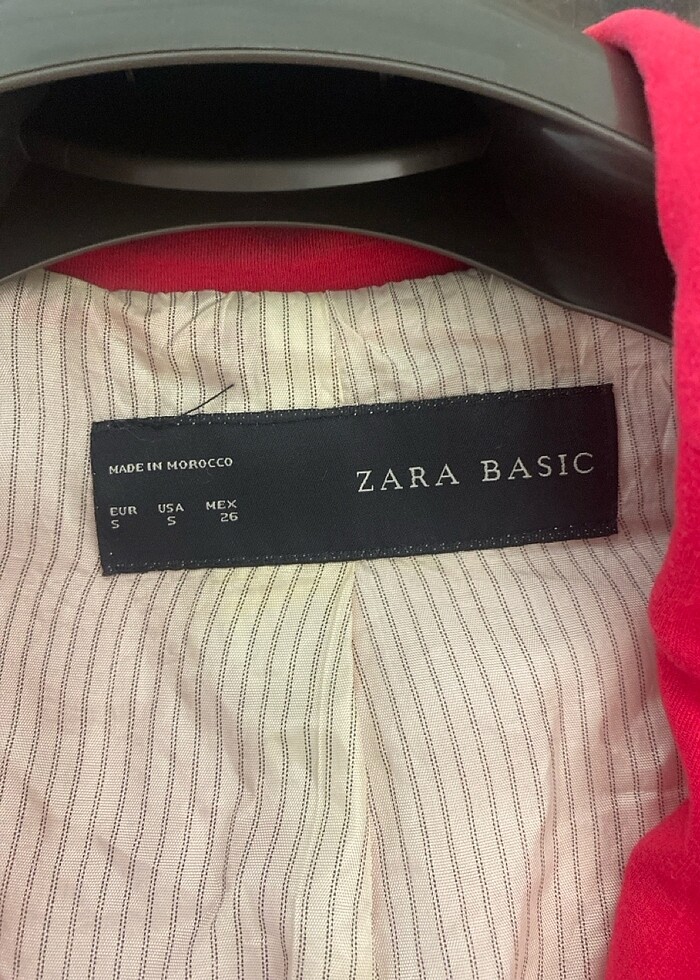 MADE IN MOROCCO
ZARA BASIC
EUR USA MEX
S S 26